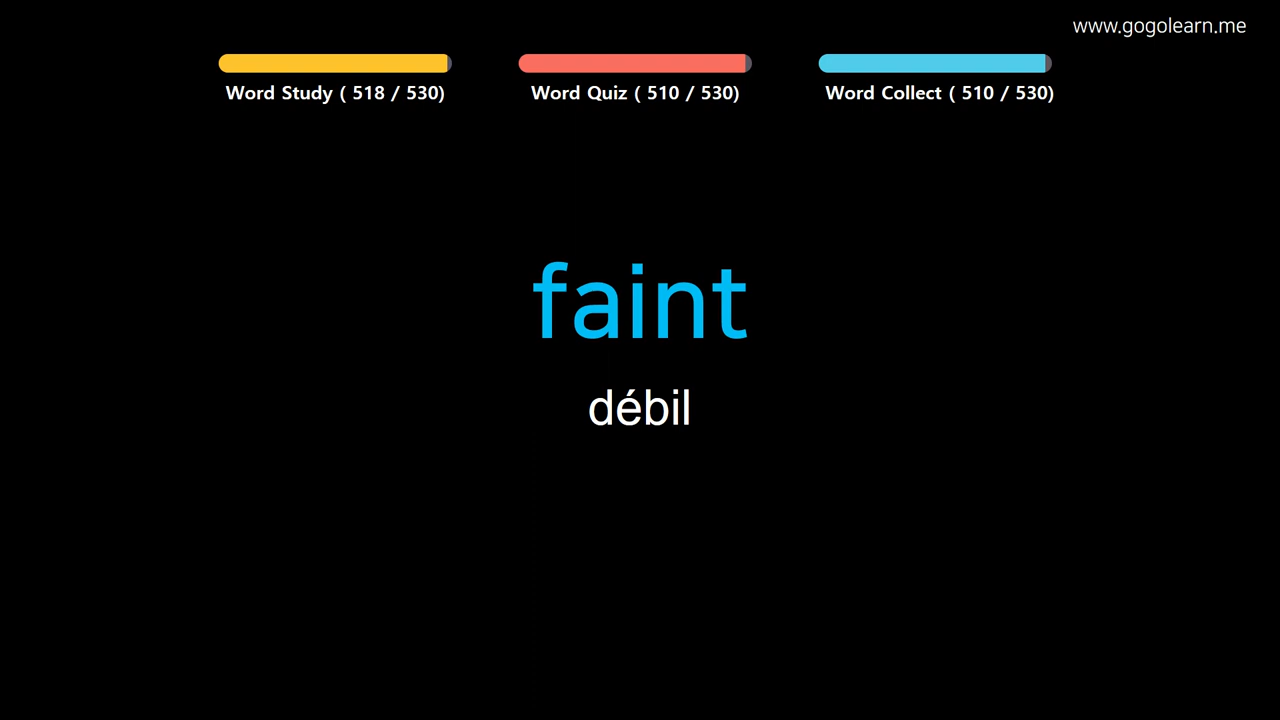 www.gogolearn.me
Word Study ( 518 / 530)
Word Quiz ( 510 / 530)
Word Collect ( 510 / 530)
faint
débil